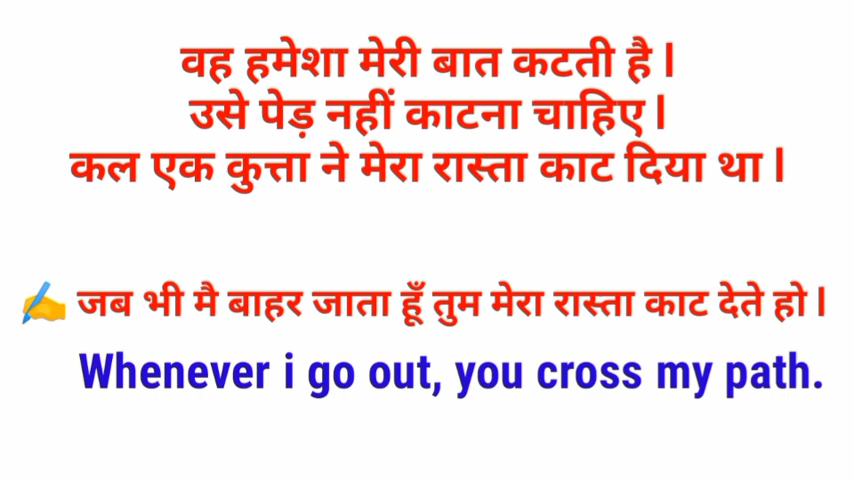 वह हमेशा मेरी बात कटती है l
उसे पेड़ नहीं काटना चाहिए l
कल एक कुत्ता ने मेरा रास्ता काट दिया था l
✍ जब भी मै बाहर जाता हूँ तुम मेरा रास्ता काट देते हो l
Whenever i go out, you cross my path.